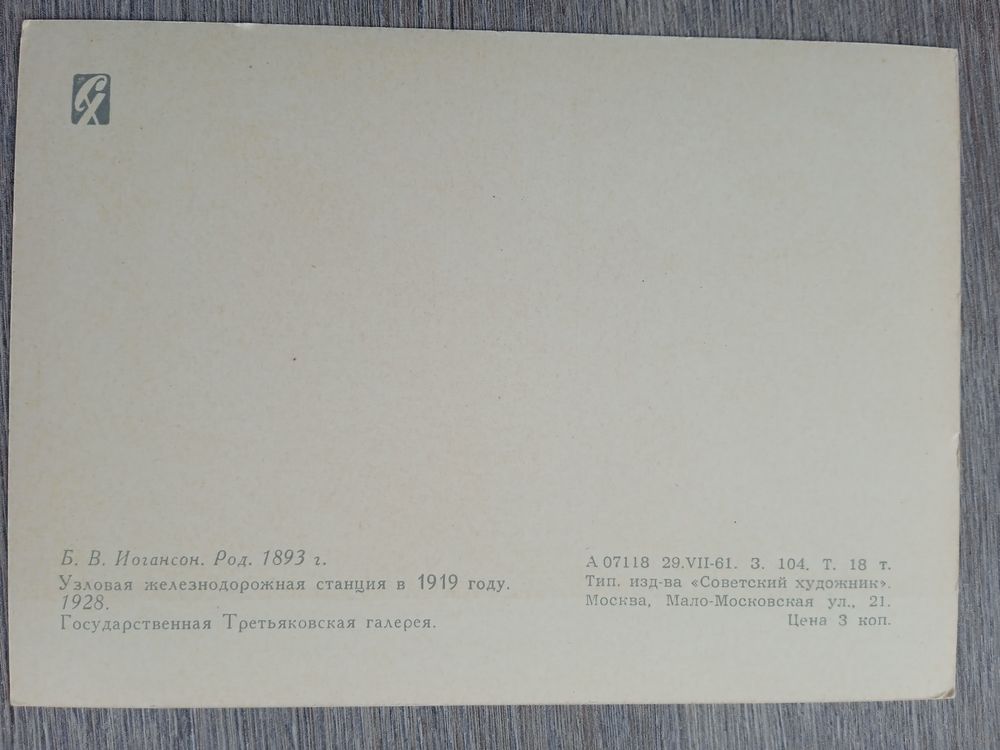 СХ
Б. В. Иогансон. Род. 1893 г.
Узловая железнодорожная станция в 1919 году.
1928.
Государственная Третьяковская галерея.
А 07118 29.VII-61. З. 104. Т. 18 т.
Тип. изд-ва «Советский художник».
Москва, Мало-Московская ул., 21.
Цена 3 коп.